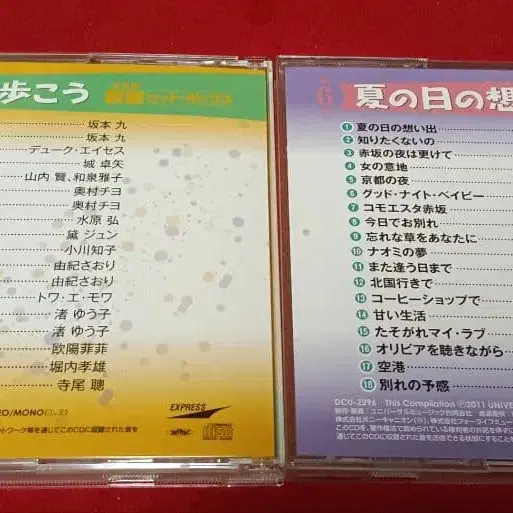 歩こう
坂本 九
坂本 九
デューク・エイセス
城 卓矢
山内 賢、和泉雅子
奥村チヨ
奥村チヨ
水原 弘
黛 ジュン
小川知子
由紀さおり
由紀さおり
トワ・エ・モワ
渚 ゆう子
渚 ゆう子
欧陽菲菲
堀内孝雄
寺尾 聰
EO/MONO
EXPRESS
6 夏の日の想
1 夏の日の想い出
2 知りたくないの
3 赤坂の夜は更けて
4 女の意地
5 京都の夜
6 グッド・ナイト・ベイビー
7 コモエスタ赤坂
8 今日でお別れ
9 忘れな草をあなたに
10 ナオミの夢
11 また逢う日まで
12 北国行きで
13 コーヒーショップで
14 甘い生活
15 たそがれマイ・ラブ
16 オリビアを聴きながら
17 空港
18 別れの予感
DCU-2296 This Compilation ℗2011 UNIVER